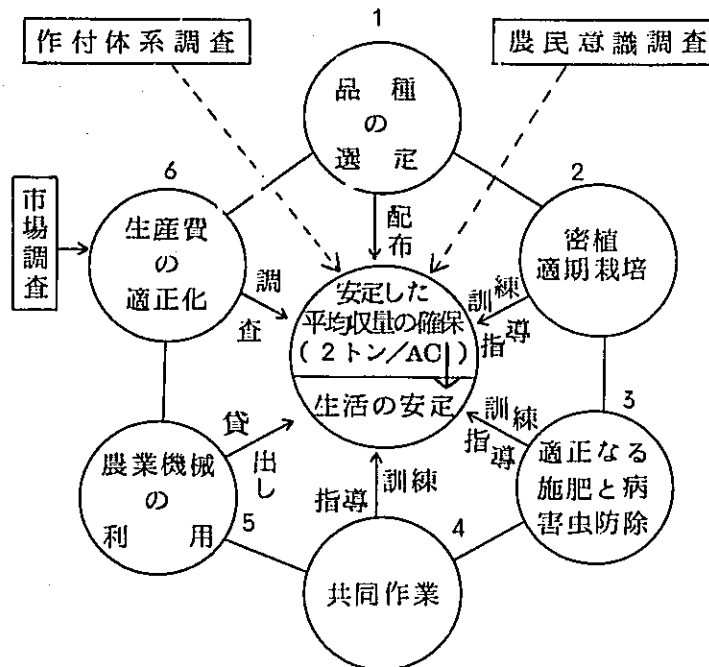 1
作付体系調査
農民意識調査
品種
の
選定
6
2
市場調査
生産費
の
適正化
配布
密植
適期栽培
調査
訓練
指導
安定した
平均収量の確保
(2トン/AC)
生活の安定
3
訓練
指導
適正なる
施肥と病
害虫防除
貸出し
農業機械
の
利用
5
指導
訓練
4
共同作業